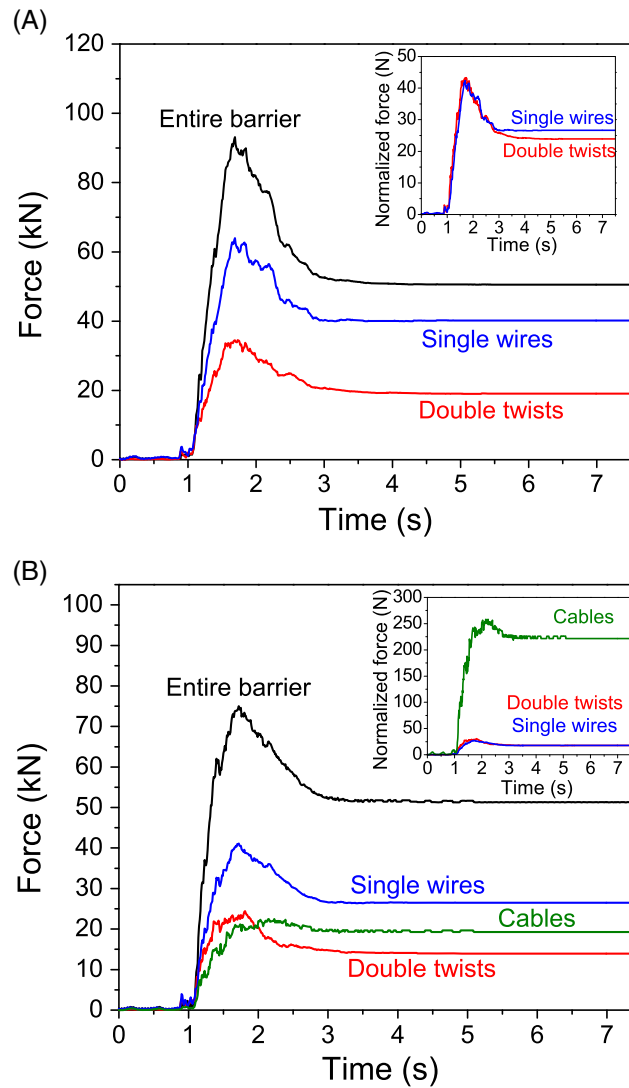 (A)
120
100
80
60
40
20
0
Force (kN)
Entire barrier
Single wires
Double twists
0 1 2 3 4 5 6 7
Time (s)
50
40
30
20
10
0
Normalized force (N)
Single wires
Double twists
0 1 2 3 4 5 6 7
Time (s)
(B)
100
90
80
70
60
50
40
30
20
10
0
Force (kN)
Entire barrier
Single wires
Cables
Double twists
0 1 2 3 4 5 6 7
Time (s)
300
250
200
150
100
50
0
Normalized force (N)
Cables
Double twists
Single wires
0 1 2 3 4 5 6 7
Time (s)